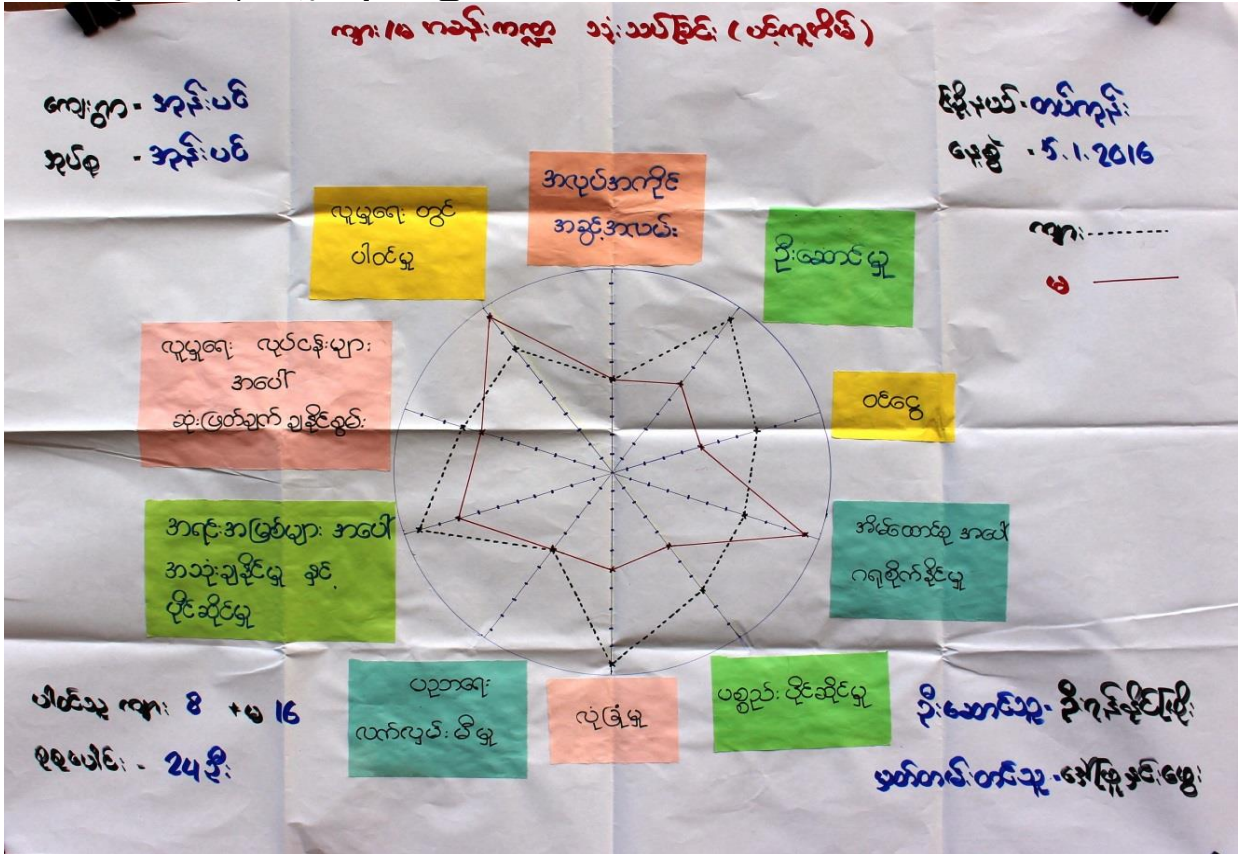 ကျား/မ ကဏ္ဍ သုံးသပ်ခြင်း (ပင့်ကူအိမ်)
ကျေးရွာ - အုန်းပင်
အုပ်စု - အုန်းပင်
မြို့နယ် - တပ်ကုန်း
နေ့စွဲ - 5.1.2016
ကျား
မ
အလုပ်အကိုင်
အခွင့်အလမ်း
လူမှုရေး တွင်
ပါဝင်မှု
ဦးဆောင်မှု
လူမှုရေး လုပ်ငန်းများ
အပေါ်
ဆုံးဖြတ်ချက် ချနိုင်စွမ်း
ဝင်ငွေ
အရင်းအမြစ်များ အပေါ်
အသုံးချနိုင်မှု နှင့်
ပိုင်ဆိုင်မှု
အိမ်ထောင်စု အပေါ်
ဂရုစိုက်နိုင်မှု
ပညာရေး
လက်လှမ်းမီမှု
လုံခြုံမှု
ပစ္စည်း ပိုင်ဆိုင်မှု
ပါဝင်သူ ကျား 8 + မ 16
စုစုပေါင်း - 24 ဦး
ဦးဆောင်သူ -
မှတ်တမ်းတင်သူ - ဒေါ်ဖြူနှင်းထွေး